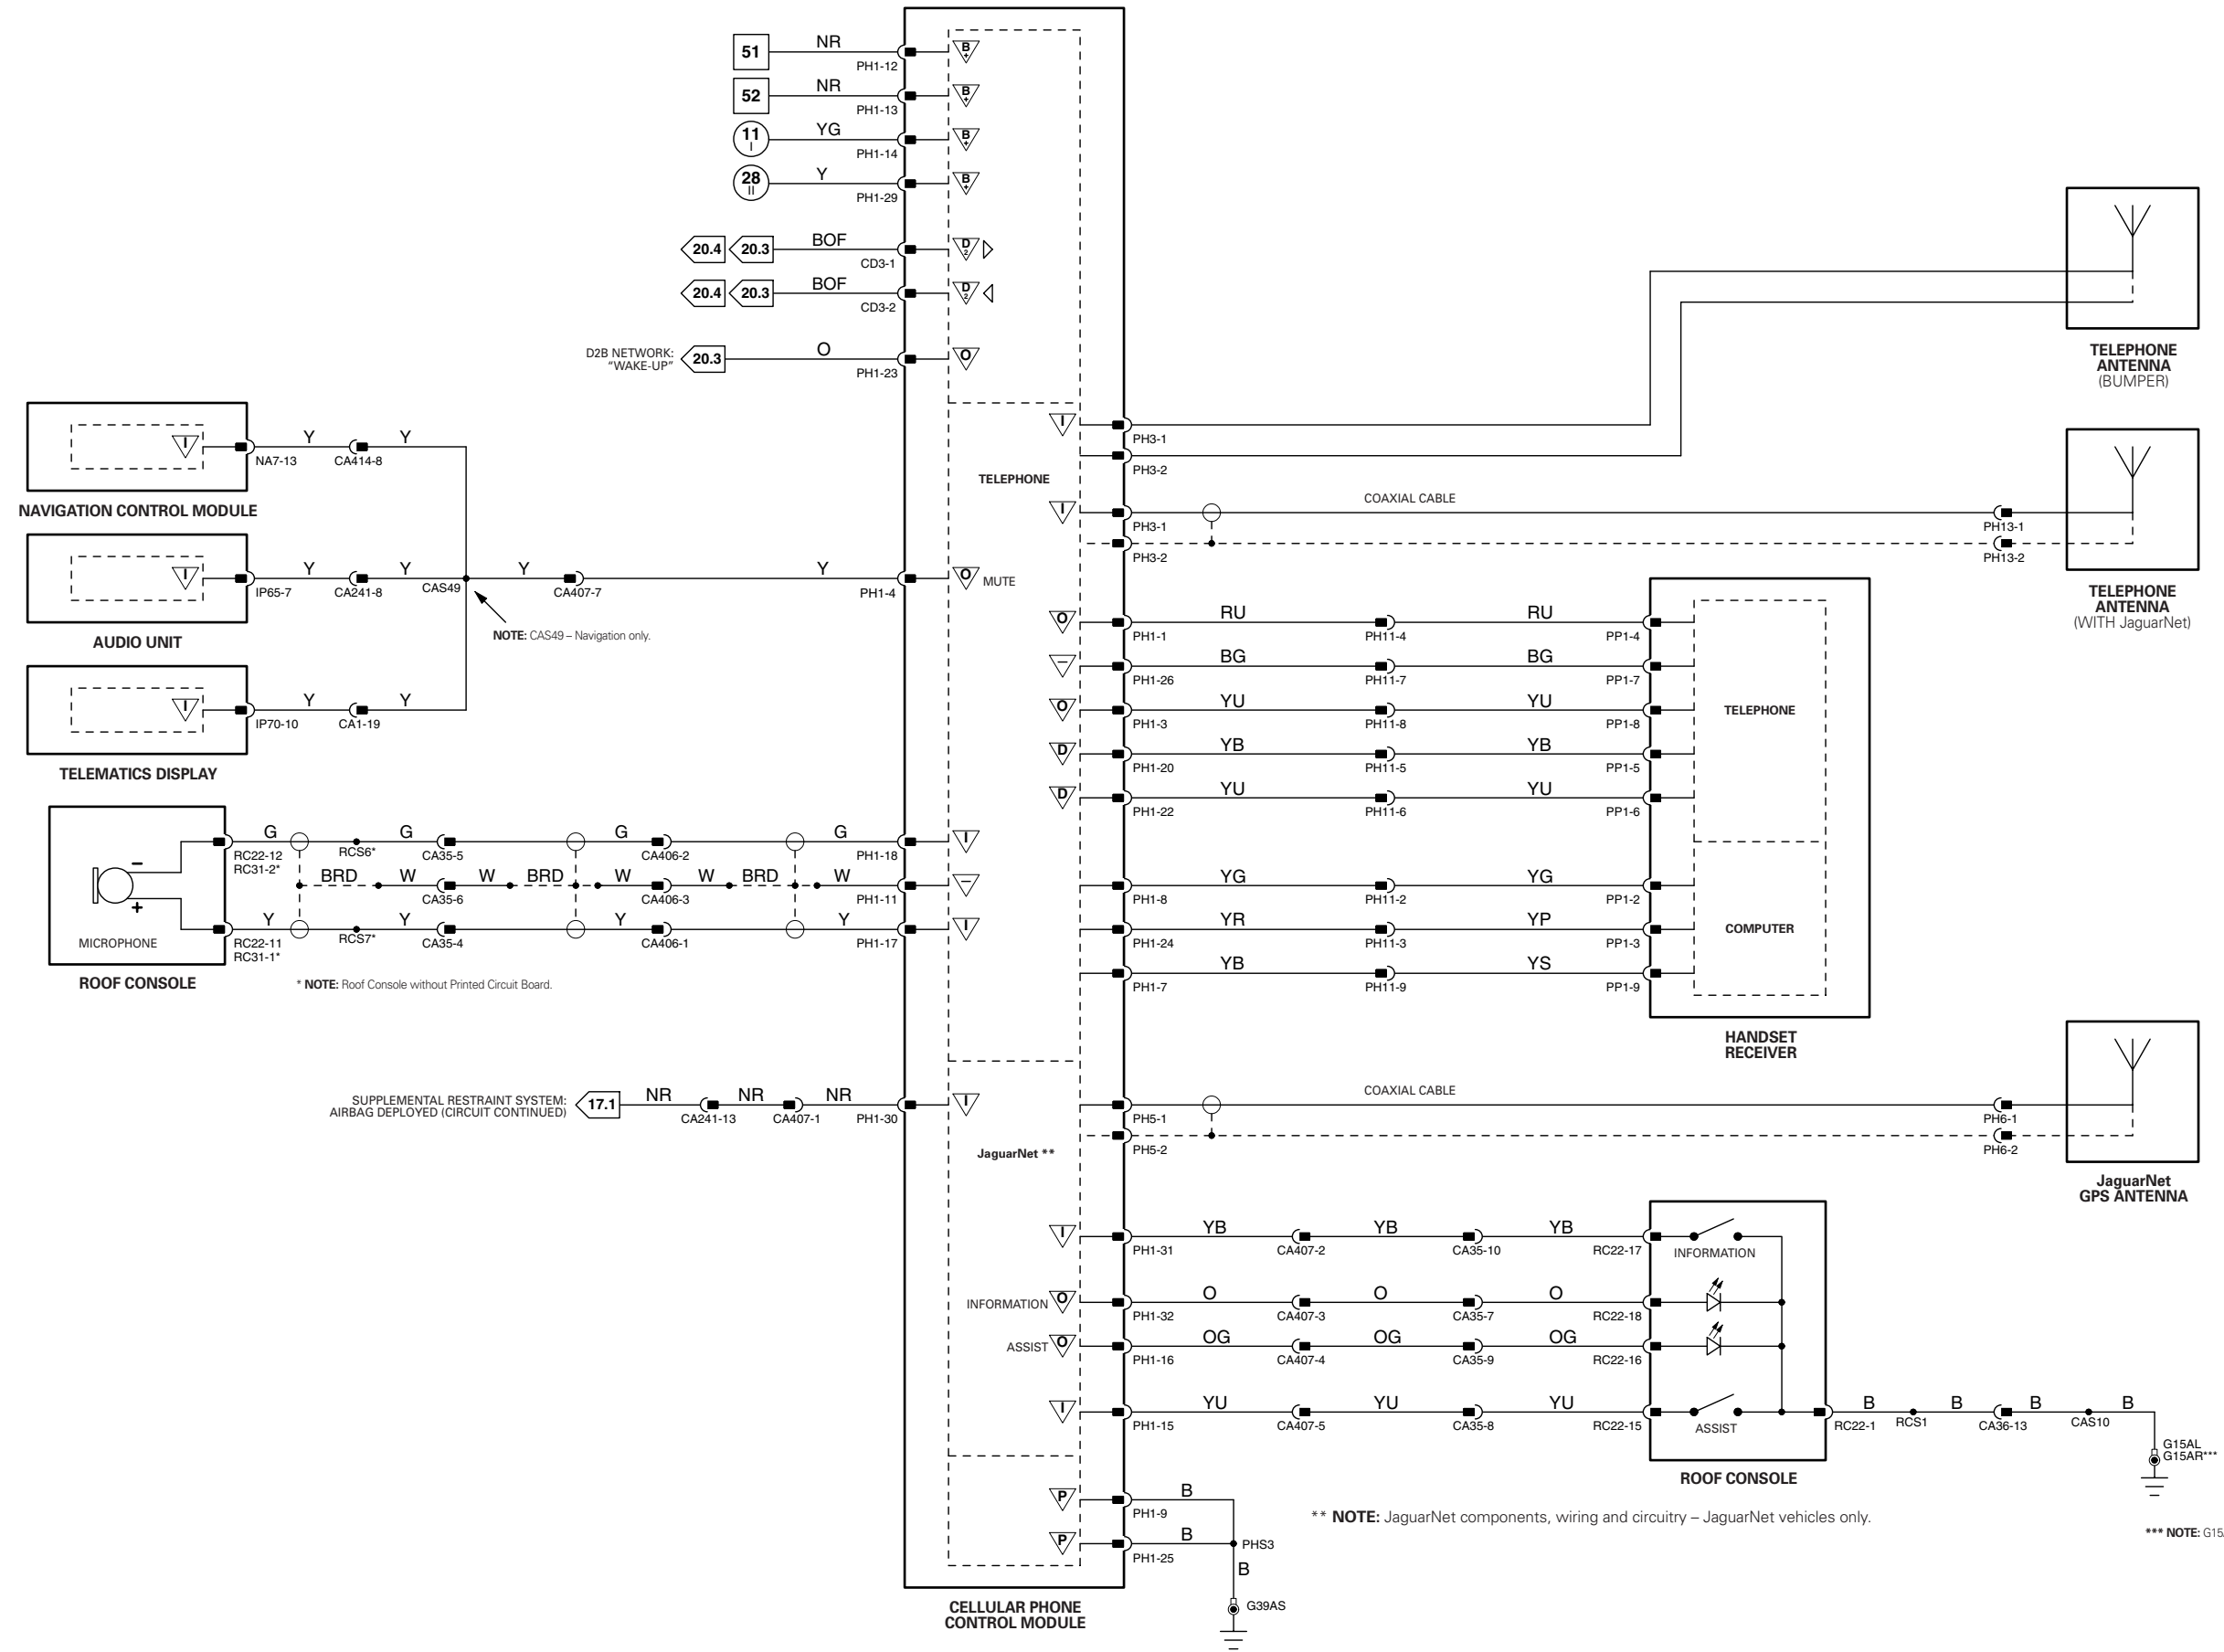 51 NR PH1-12 B+
52 NR PH1-13 B+
11 I YG PH1-14 B+
28 II Y PH1-29 B+
20.4 20.3 BOF CD3-1 D2
20.4 20.3 BOF CD3-2 D2
D2B NETWORK:
"WAKE-UP" 20.3 O PH1-23 O
I NA7-13 Y CA414-8 Y
NAVIGATION CONTROL MODULE
I IP65-7 Y CA241-8 Y CAS49 Y CA407-7 Y PH1-4 O MUTE
NOTE: CAS49 – Navigation only.
AUDIO UNIT
I IP70-10 Y CA1-19 Y
TELEMATICS DISPLAY
MICROPHONE
–
+
RC22-12
RC31-2*
G RCS6* G CA35-5 G CA406-2 G PH1-18 I
BRD W CA35-6 W BRD W CA406-3 W BRD W PH1-11 –
RC22-11
RC31-1*
Y RCS7* Y CA35-4 Y CA406-1 Y PH1-17 I
ROOF CONSOLE
* NOTE: Roof Console without Printed Circuit Board.
SUPPLEMENTAL RESTRAINT SYSTEM:
AIRBAG DEPLOYED (CIRCUIT CONTINUED) 17.1 NR CA241-13 NR CA407-1 NR PH1-30 I
TELEPHONE
JaguarNet **
CELLULAR PHONE
CONTROL MODULE
I PH3-1
PH3-2
TELEPHONE
ANTENNA
(BUMPER)
I PH3-1 COAXIAL CABLE PH13-1
PH3-2 PH13-2
TELEPHONE
ANTENNA
(WITH JaguarNet)
O PH1-1 RU PH11-4 RU PP1-4
– PH1-26 BG PH11-7 BG PP1-7
O PH1-3 YU PH11-8 YU PP1-8
D PH1-20 YB PH11-5 YB PP1-5
D PH1-22 YU PH11-6 YU PP1-6
TELEPHONE
PH1-8 YG PH11-2 YG PP1-2
PH1-24 YR PH11-3 YP PP1-3
PH1-7 YB PH11-9 YS PP1-9
COMPUTER
HANDSET
RECEIVER
PH5-1 COAXIAL CABLE PH6-1
PH5-2 PH6-2
JaguarNet
GPS ANTENNA
I PH1-31 YB CA407-2 YB CA35-10 YB RC22-17 INFORMATION
INFORMATION O PH1-32 O CA407-3 O CA35-7 O RC22-18
ASSIST O PH1-16 OG CA407-4 OG CA35-9 OG RC22-16
I PH1-15 YU CA407-5 YU CA35-8 YU RC22-15 ASSIST
RC22-1 B RCS1 B CA36-13 B CAS10 B
G15AL
G15AR***
ROOF CONSOLE
P PH1-9 B
P PH1-25 B PHS3
B
G39AS
** NOTE: JaguarNet components, wiring and circuitry – JaguarNet vehicles only.
*** NOTE: G15